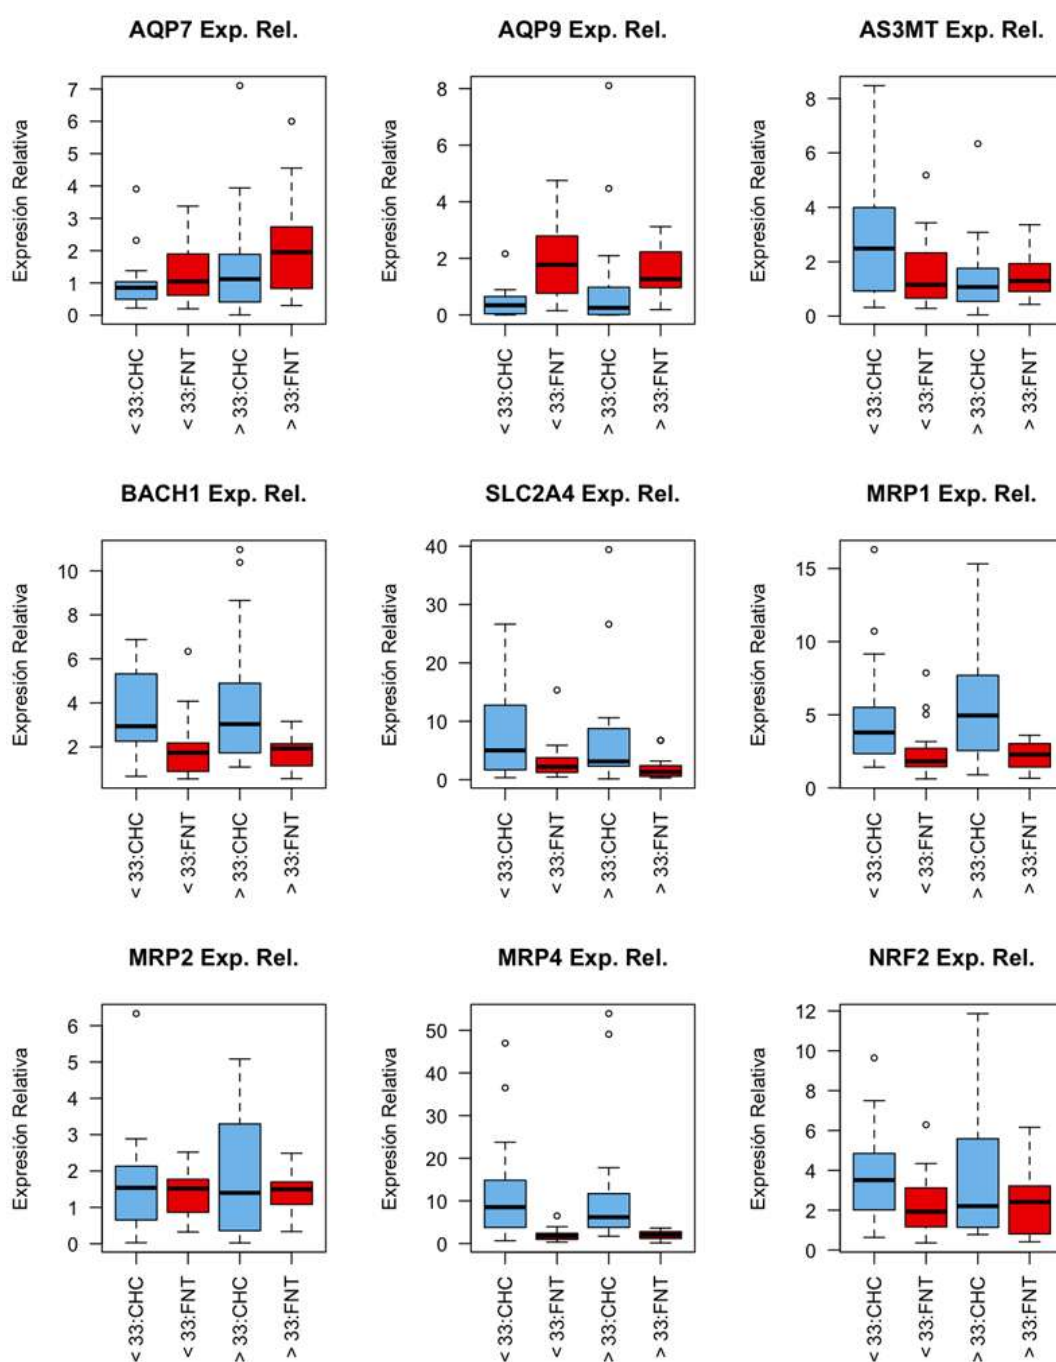 AQP7 Exp. Rel.
AQP9 Exp. Rel.
AS3MT Exp. Rel.
Expresión Relativa
7
6
5
4
3
2
1
0
< 33:CHC
< 33:FNT
> 33:CHC
> 33:FNT
Expresión Relativa
8
6
4
2
0
< 33:CHC
< 33:FNT
> 33:CHC
> 33:FNT
Expresión Relativa
8
6
4
2
0
< 33:CHC
< 33:FNT
> 33:CHC
> 33:FNT
BACH1 Exp. Rel.
SLC2A4 Exp. Rel.
MRP1 Exp. Rel.
Expresión Relativa
10
8
6
4
2
< 33:CHC
< 33:FNT
> 33:CHC
> 33:FNT
Expresión Relativa
40
30
20
10
0
< 33:CHC
< 33:FNT
> 33:CHC
> 33:FNT
Expresión Relativa
15
10
5
0
< 33:CHC
< 33:FNT
> 33:CHC
> 33:FNT
MRP2 Exp. Rel.
MRP4 Exp. Rel.
NRF2 Exp. Rel.
Expresión Relativa
6
5
4
3
2
1
0
< 33:CHC
< 33:FNT
> 33:CHC
> 33:FNT
Expresión Relativa
50
40
30
20
10
0
< 33:CHC
< 33:FNT
> 33:CHC
> 33:FNT
Expresión Relativa
12
10
8
6
4
2
0
< 33:CHC
< 33:FNT
> 33:CHC
> 33:FNT